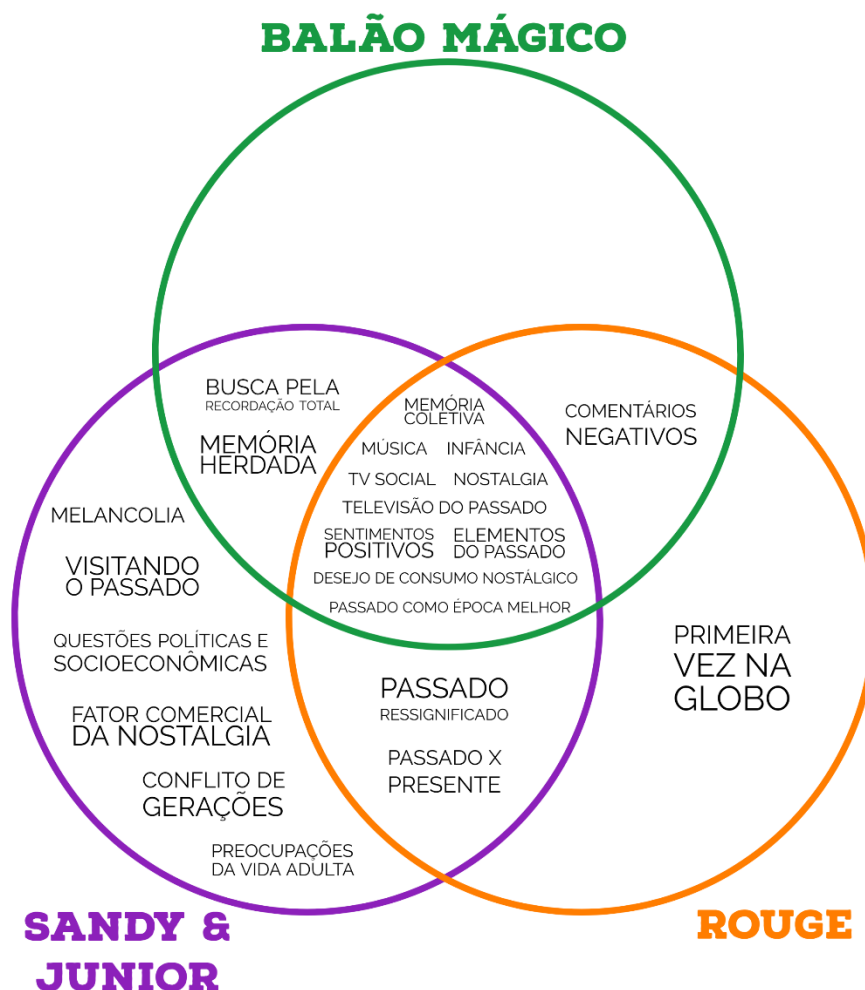 BALÃO MÁGICO
BUSCA PELA
RECORDAÇÃO TOTAL
MEMÓRIA
HERDADA
MEMÓRIA
COLETIVA
MÚSICA INFÂNCIA
TV SOCIAL NOSTALGIA
TELEVISÃO DO PASSADO
SENTIMENTOS
POSITIVOS
ELEMENTOS
DO PASSADO
DESEJO DE CONSUMO NOSTÁLGICO
PASSADO COMO ÉPOCA MELHOR
COMENTÁRIOS
NEGATIVOS
MELANCOLIA
VISITANDO
O PASSADO
QUESTÕES POLÍTICAS E
SOCIOECONÔMICAS
FATOR COMERCIAL
DA NOSTALGIA
CONFLITO DE
GERAÇÕES
PREOCUPAÇÕES
DA VIDA ADULTA
PASSADO
RESSIGNIFICADO
PASSADO X
PRESENTE
PRIMEIRA
VEZ NA
GLOBO
SANDY &
JUNIOR
ROUGE